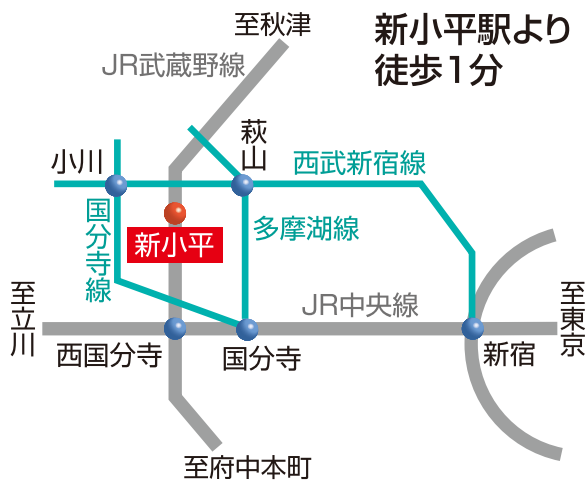 至秋津
新小平駅より
徒歩1分
JR武蔵野線
萩山
小川
西武新宿線
国分寺線
多摩湖線
新小平
至立川
JR中央線
至東京
西国分寺
国分寺
新宿
至府中本町